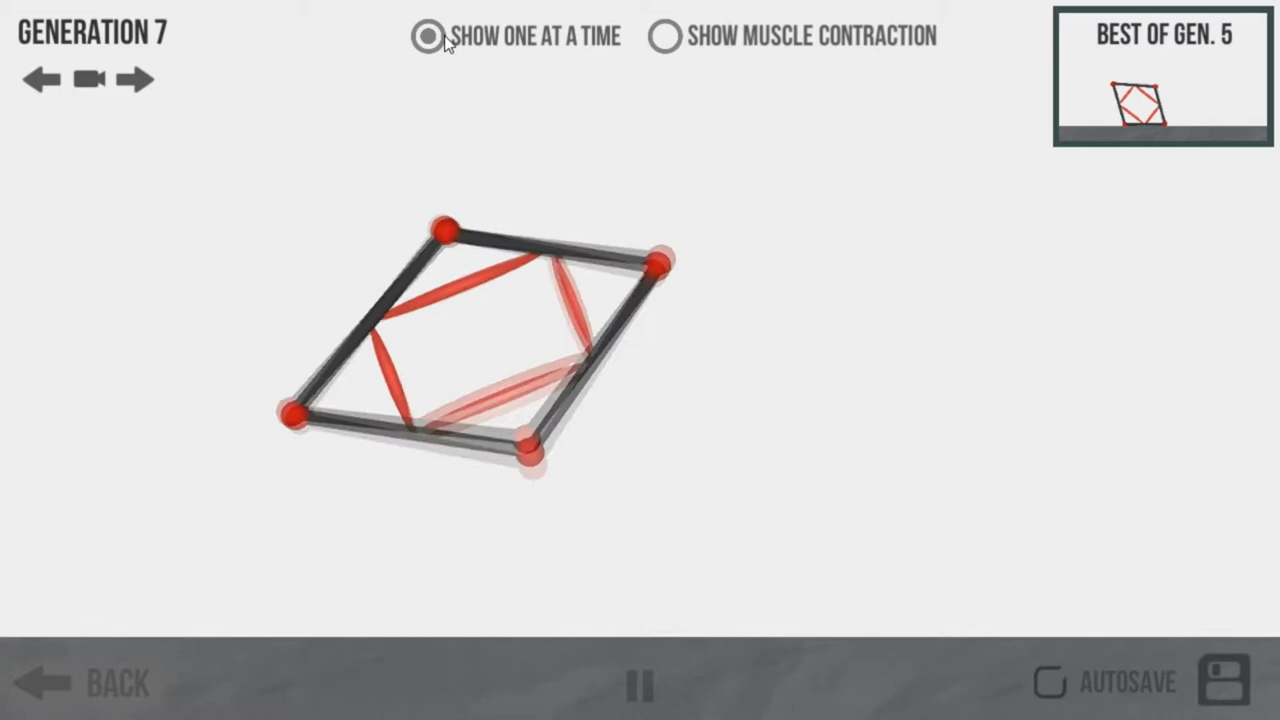 GENERATION 7
SHOW ONE AT A TIME
SHOW MUSCLE CONTRACTION
BEST OF GEN. 5
BACK
AUTOSAVE